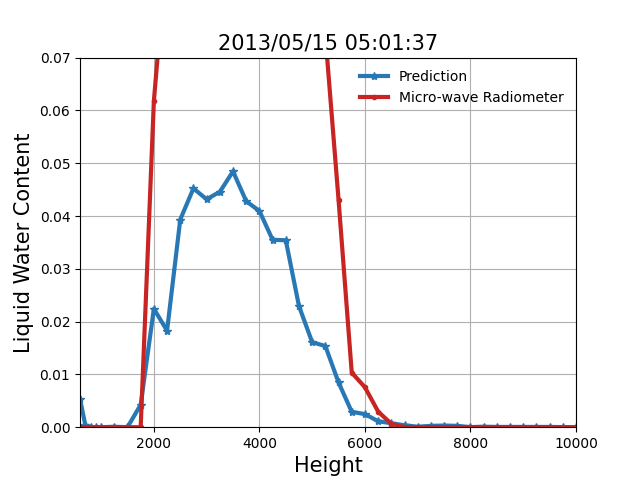 2013/05/15 05:01:37
0.07
0.06
0.05
0.04
0.03
0.02
0.01
0.00
Liquid Water Content
Prediction
Micro-wave Radiometer
2000 4000 6000 8000 10000
Height